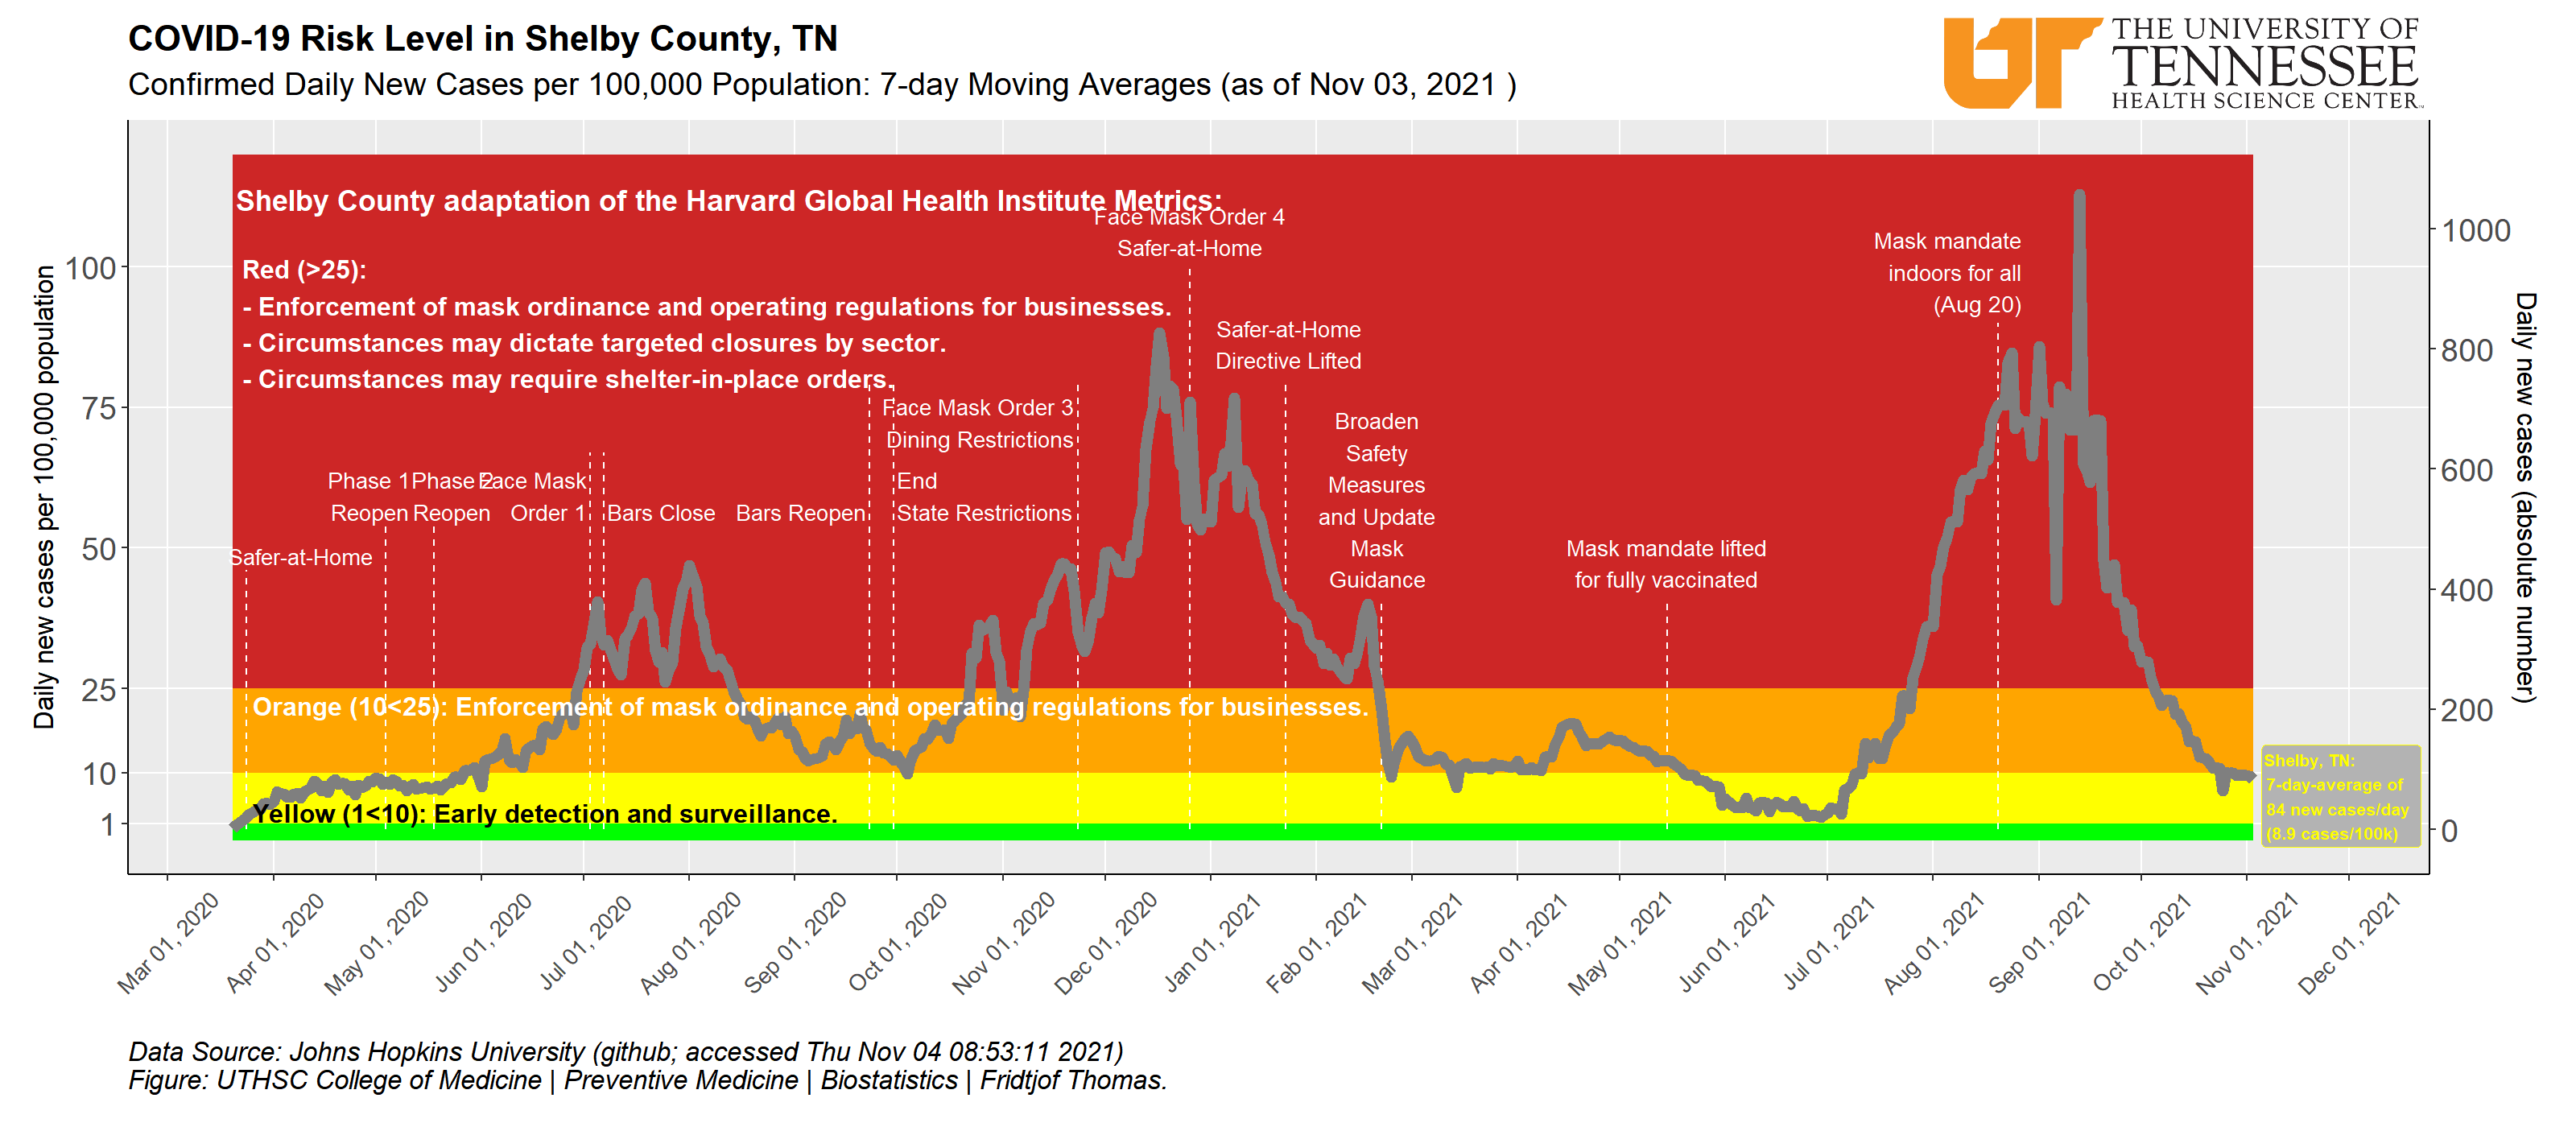 COVID-19 Risk Level in Shelby County, TN
Confirmed Daily New Cases per 100,000 Population: 7-day Moving Averages (as of Nov 03, 2021 )
UT
THE UNIVERSITY OF
TENNESSEE
HEALTH SCIENCE CENTER
Daily new cases per 100,000 population
100
75
50
25
10
1
Shelby County adaptation of the Harvard Global Health Institute Metrics:
Red (>25):
- Enforcement of mask ordinance and operating regulations for businesses.
- Circumstances may dictate targeted closures by sector.
- Circumstances may require shelter-in-place orders.
Safer-at-Home
Phase 1
Reopen
Phase 2
Reopen
Face Mask
Order 1
Bars Close
Bars Reopen
End
State Restrictions
Face Mask Order 3
Dining Restrictions
Face Mask Order 4
Safer-at-Home
Safer-at-Home
Directive Lifted
Broaden
Safety
Measures
and Update
Mask
Guidance
Mask mandate lifted
for fully vaccinated
Mask mandate
indoors for all
(Aug 20)
Orange (10<25): Enforcement of mask ordinance and operating regulations for businesses.
Yellow (1<10): Early detection and surveillance.
Shelby, TN:
7-day-average of
84 new cases/day
(8.9 cases/100k)
1000
800
600
400
200
0
Daily new cases (absolute number)
Mar 01, 2020
Apr 01, 2020
May 01, 2020
Jun 01, 2020
Jul 01, 2020
Aug 01, 2020
Sep 01, 2020
Oct 01, 2020
Nov 01, 2020
Dec 01, 2020
Jan 01, 2021
Feb 01, 2021
Mar 01, 2021
Apr 01, 2021
May 01, 2021
Jun 01, 2021
Jul 01, 2021
Aug 01, 2021
Sep 01, 2021
Oct 01, 2021
Nov 01, 2021
Dec 01, 2021
Data Source: Johns Hopkins University (github; accessed Thu Nov 04 08:53:11 2021)
Figure: UTHSC College of Medicine | Preventive Medicine | Biostatistics | Fridtjof Thomas.